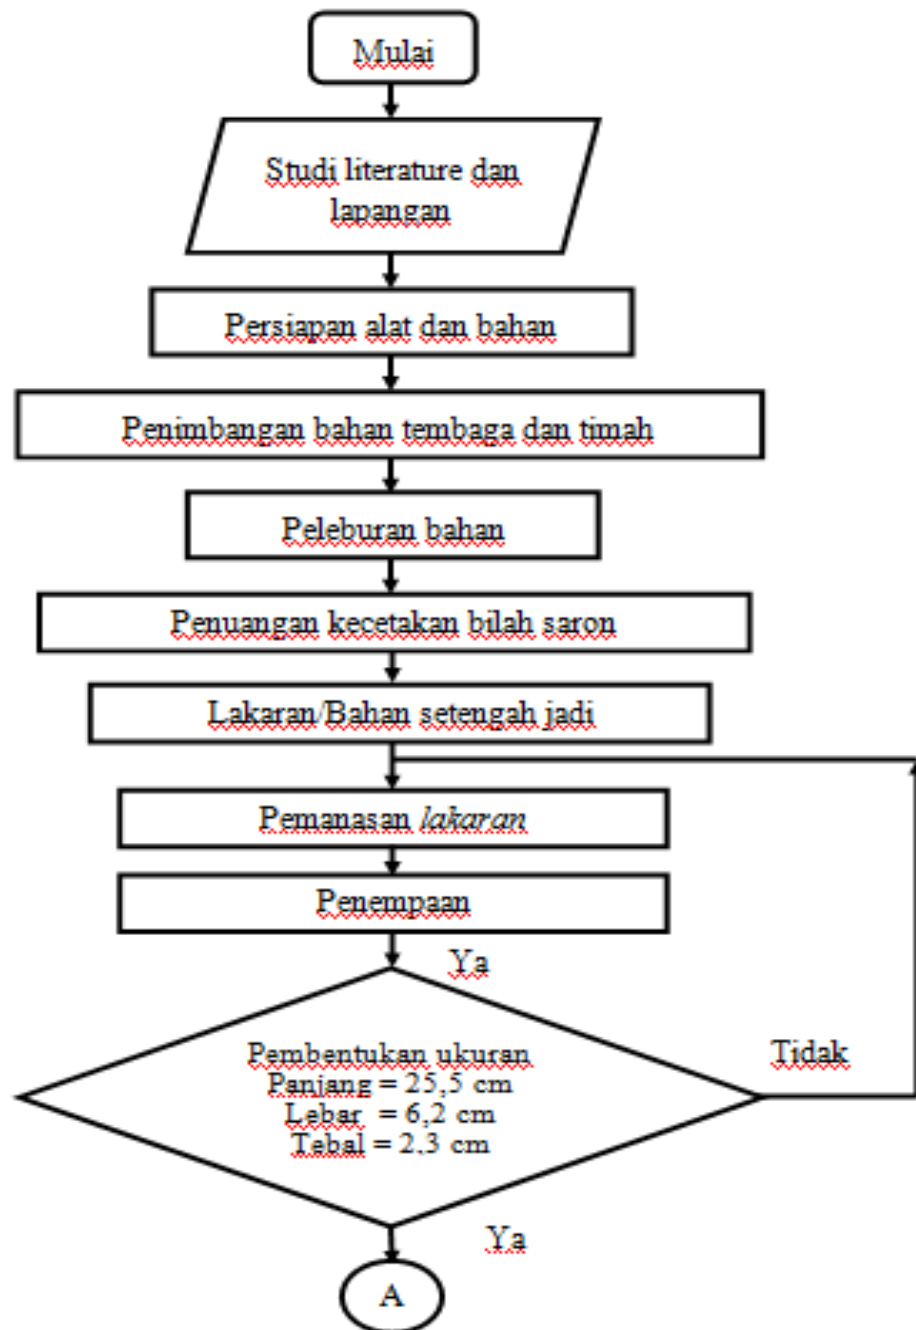 Mulai
Studi literature dan
lapangan
Persiapan alat dan bahan
Penimbangan bahan tembaga dan timah
Peleburan bahan
Penuangan kecetakan bilah saron
Lakaran/Bahan setengah jadi
Pemanasan lakaran
Penempaan
Ya
Pembentukan ukuran
Panjang = 25,5 cm
Lebar = 6,2 cm
Tebal = 2,3 cm
Tidak
Ya
A